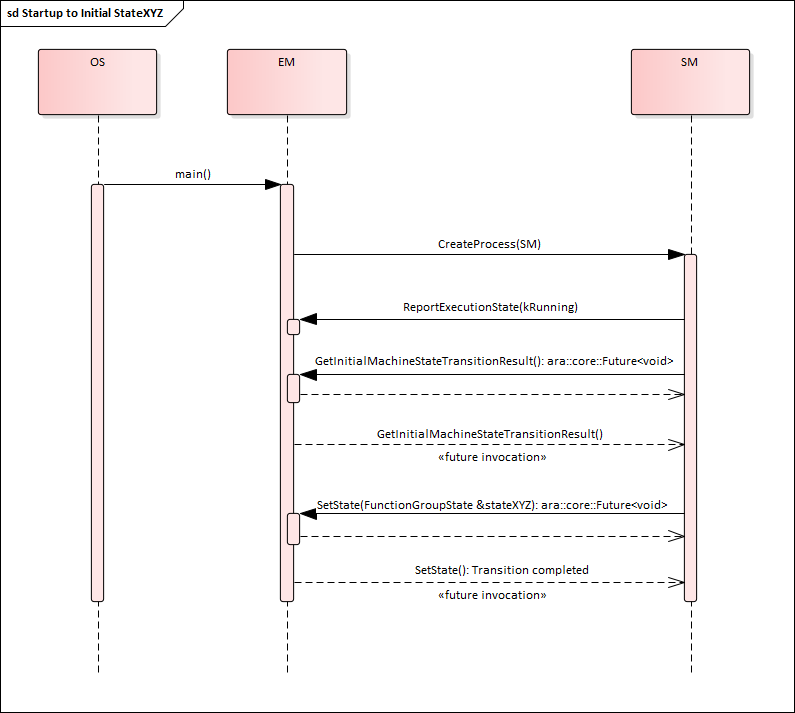 sd Startup to Initial StateXYZ
OS
EM
SM
main()
CreateProcess(SM)
ReportExecutionState(kRunning)
GetInitialMachineStateTransitionResult(): ara::core::Future<void>
GetInitialMachineStateTransitionResult()
«future invocation»
SetState(FunctionGroupState &stateXYZ): ara::core::Future<void>
SetState(): Transition completed
«future invocation»